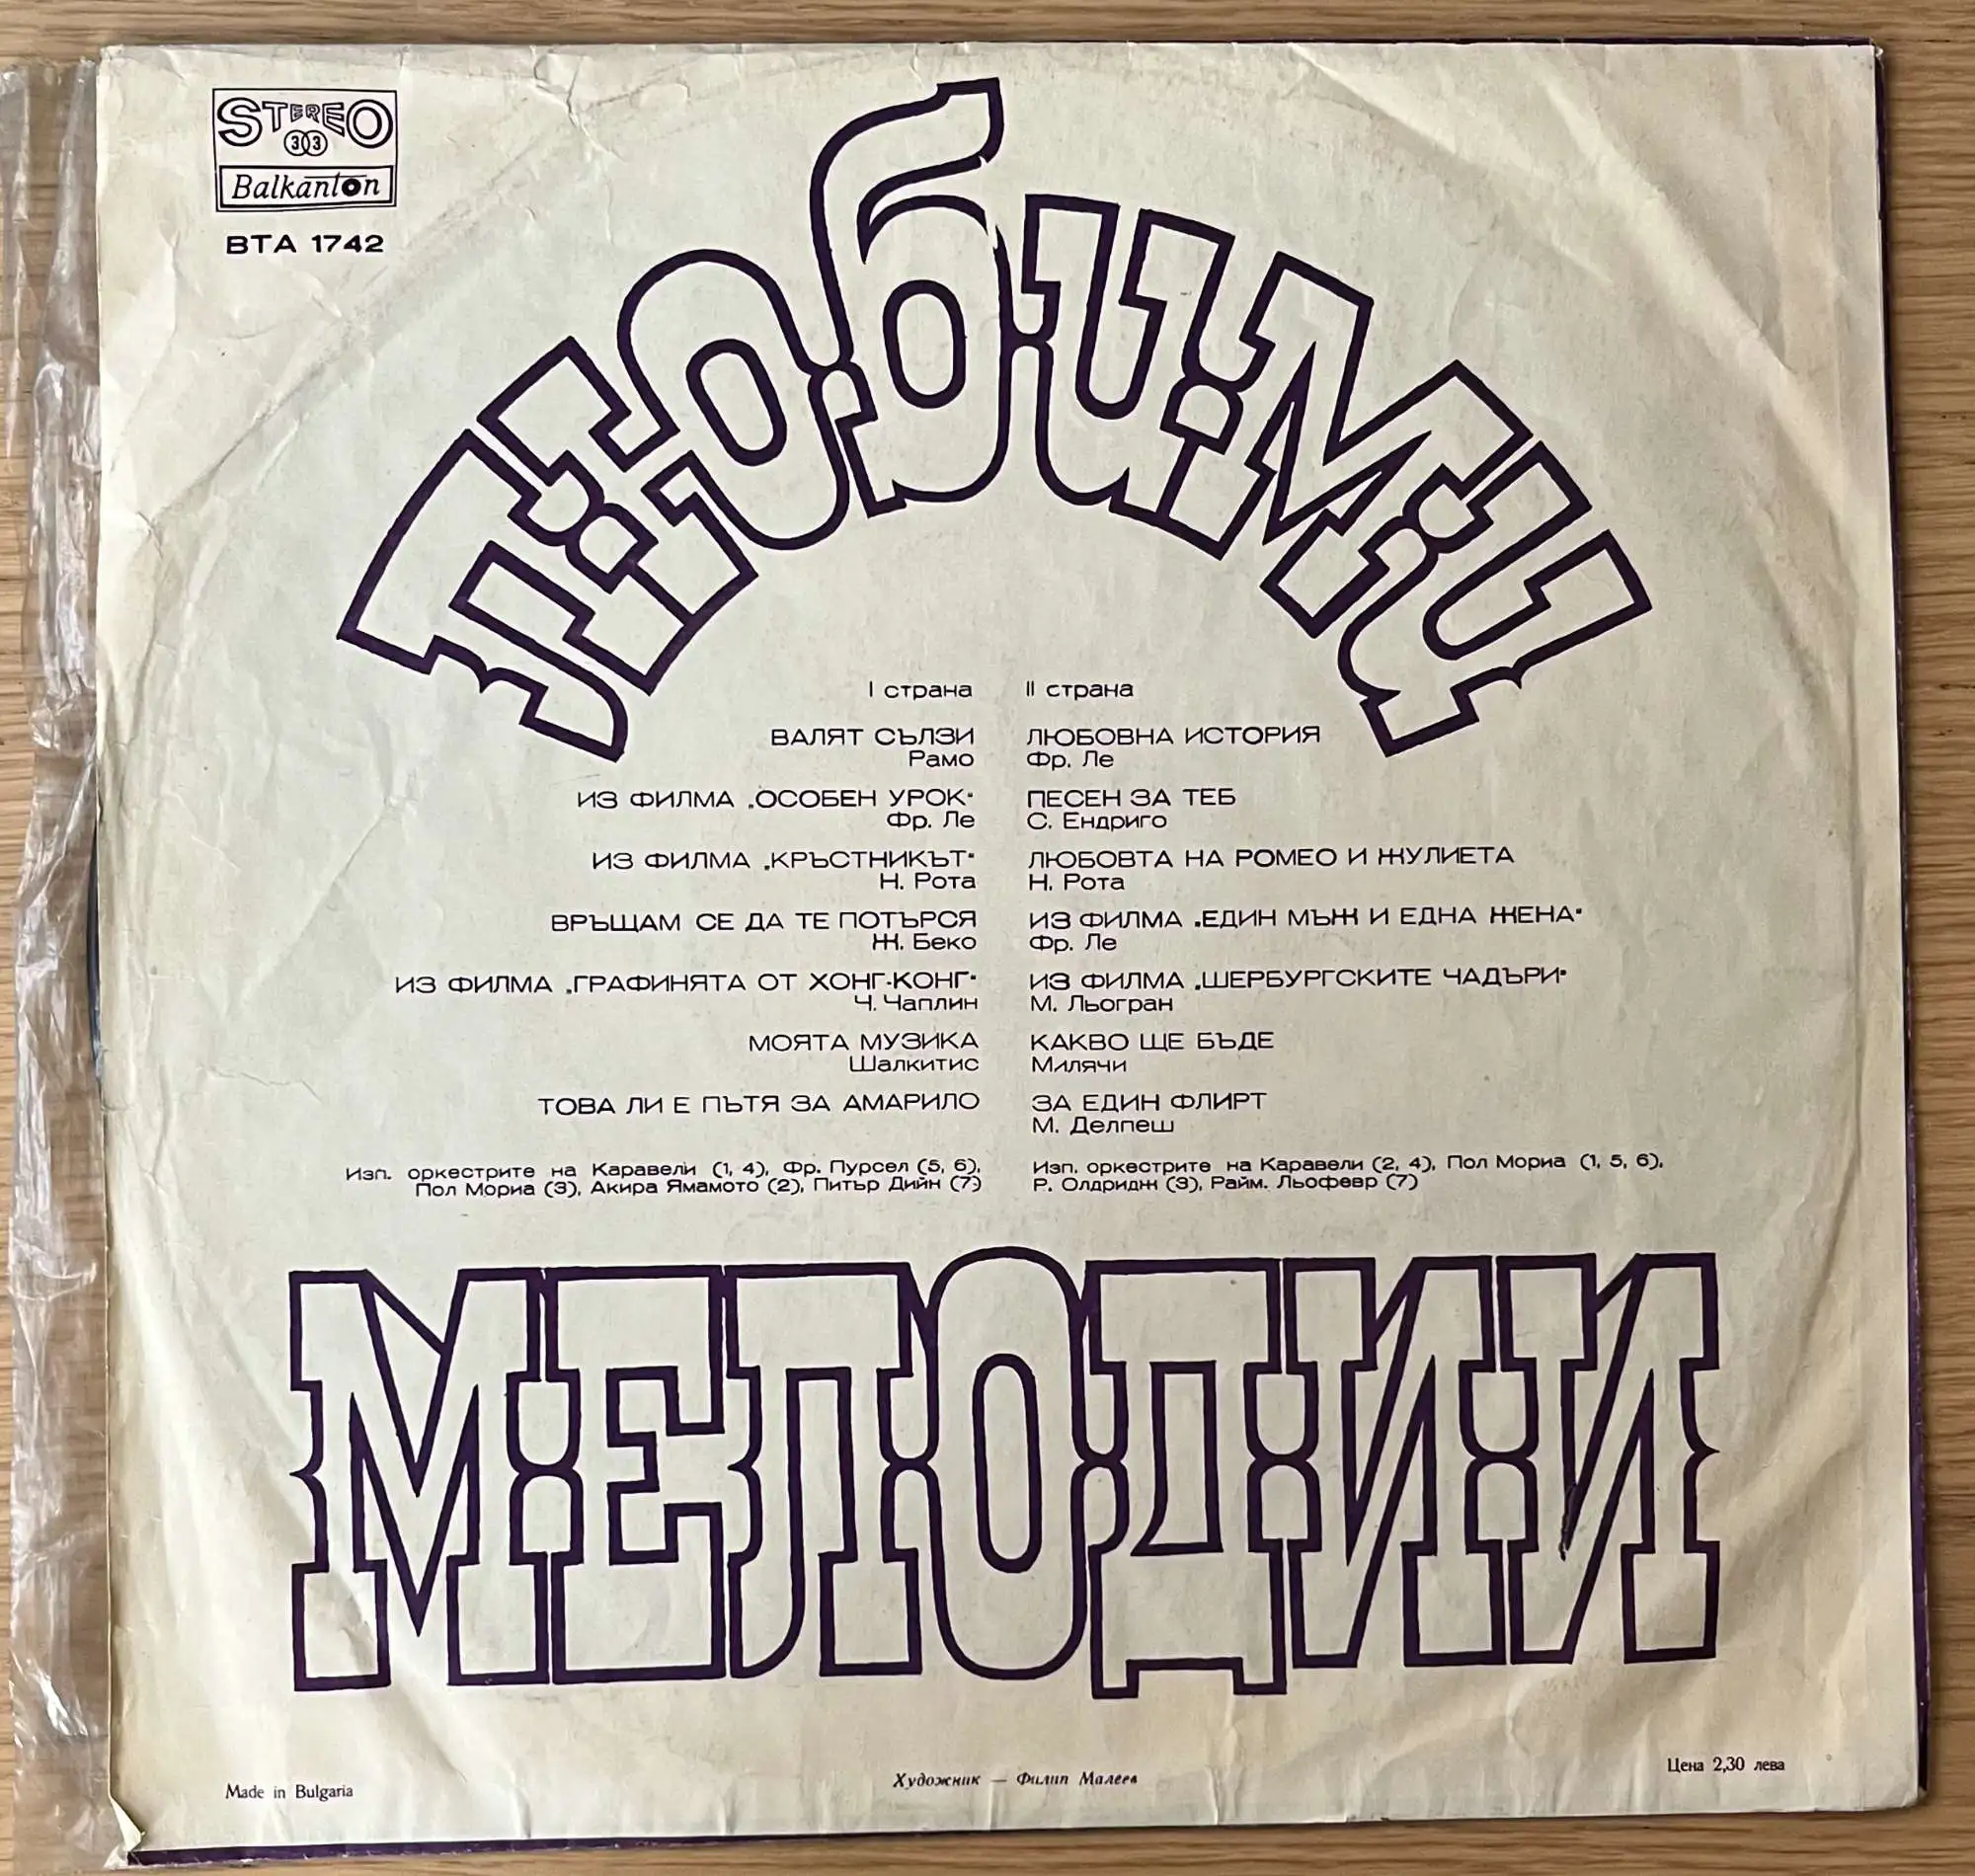 STEREO
33
Balkanton
ВТА 1742
ЛЮБИМИ
I страна
ВАЛЯТ СЪЛЗИ
Рамо
ИЗ ФИЛМА „ОСОБЕН УРОК“
Фр. Ле
ИЗ ФИЛМА „КРЪСТНИКЪТ“
Н. Рота
ВРЪЩАМ СЕ ДА ТЕ ПОТЪРСЯ
Ж. Беко
ИЗ ФИЛМА „ГРАФИНЯТА ОТ ХОНГ-КОНГ“
Ч. Чаплин
МОЯТА МУЗИКА
Шалкитис
ТОВА ЛИ Е ПЪТЯ ЗА АМАРИЛО
Изп. оркестрите на Каравели (1, 4), Фр. Пурсел (5, 6),
Пол Мориа (3), Акира Ямамото (2), Питър Дийн (7)
II страна
ЛЮБОВНА ИСТОРИЯ
Фр. Ле
ПЕСЕН ЗА ТЕБ
С. Ендриго
ЛЮБОВТА НА РОМЕО И ЖУЛИЕТА
Н. Рота
ИЗ ФИЛМА „ЕДИН МЪЖ И ЕДНА ЖЕНА“
Фр. Ле
ИЗ ФИЛМА „ШЕРБУРГСКИТЕ ЧАДЪРИ“
М. Льогран
КАКВО ЩЕ БЪДЕ
Милячи
ЗА ЕДИН ФЛИРТ
М. Делпеш
Изп. оркестрите на Каравели (2, 4), Пол Мориа (1, 5, 6),
Р. Олдридж (3), Райм. Льофевр (7)
МЕЛОДИИ
Made in Bulgaria
Художник — Филип Малеев
Цена 2,30 лева